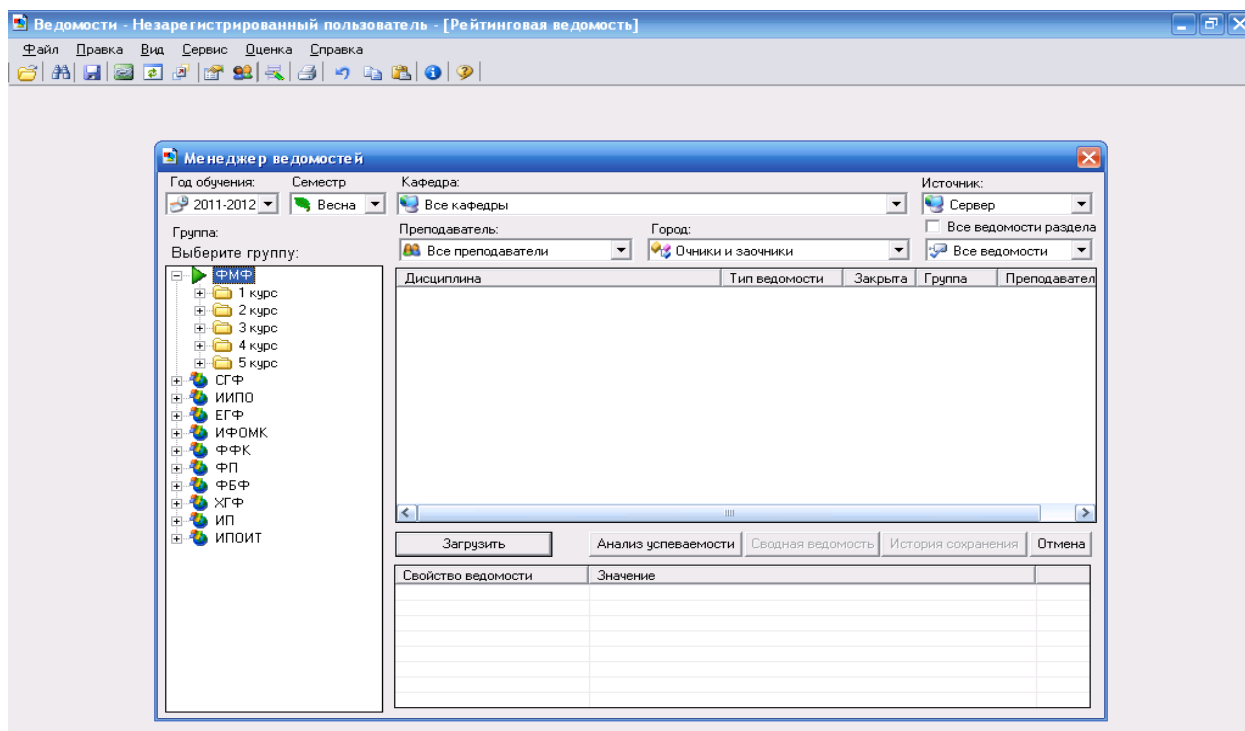 Ведомости - Незарегистрированный пользователь - [Рейтинговая ведомость]
Файл Правка Вид Сервис Оценка Справка
Менеджер ведомостей
Год обучения: Семестр Кафедра: Источник:
2011-2012 Весна Все кафедры Сервер
Группа: Преподаватель: Город: Все ведомости раздела
Выберите группу: Все преподаватели Очники и заочники Все ведомости
ФМФ Дисциплина Тип ведомости Закрыта Группа Преподавател
1 курс
2 курс
3 курс
4 курс
5 курс
СГФ
ИИПО
ЕГФ
ИФОМК
ФФК
ФП
ФБФ
ХГФ
ИП
ИПОИТ
Загрузить Анализ успеваемости Сводная ведомость История сохранения Отмена
Свойство ведомости Значение